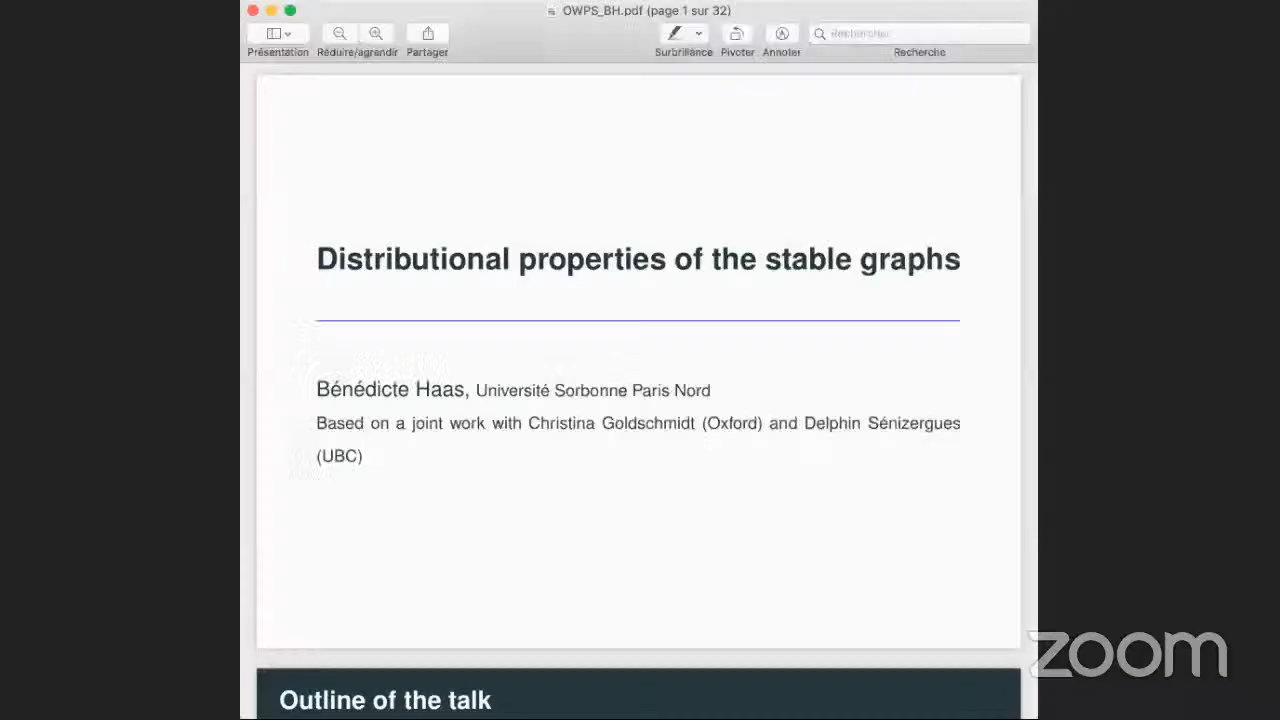 OWPS_BH.pdf (page 1 sur 32)
Rechercher
Présentation Réduire/agrandir Partager Surbrillance Pivoter Annoter Recherche
Distributional properties of the stable graphs
Bénédicte Haas, Université Sorbonne Paris Nord
Based on a joint work with Christina Goldschmidt (Oxford) and Delphin Sénizergues
(UBC)
zoom
Outline of the talk